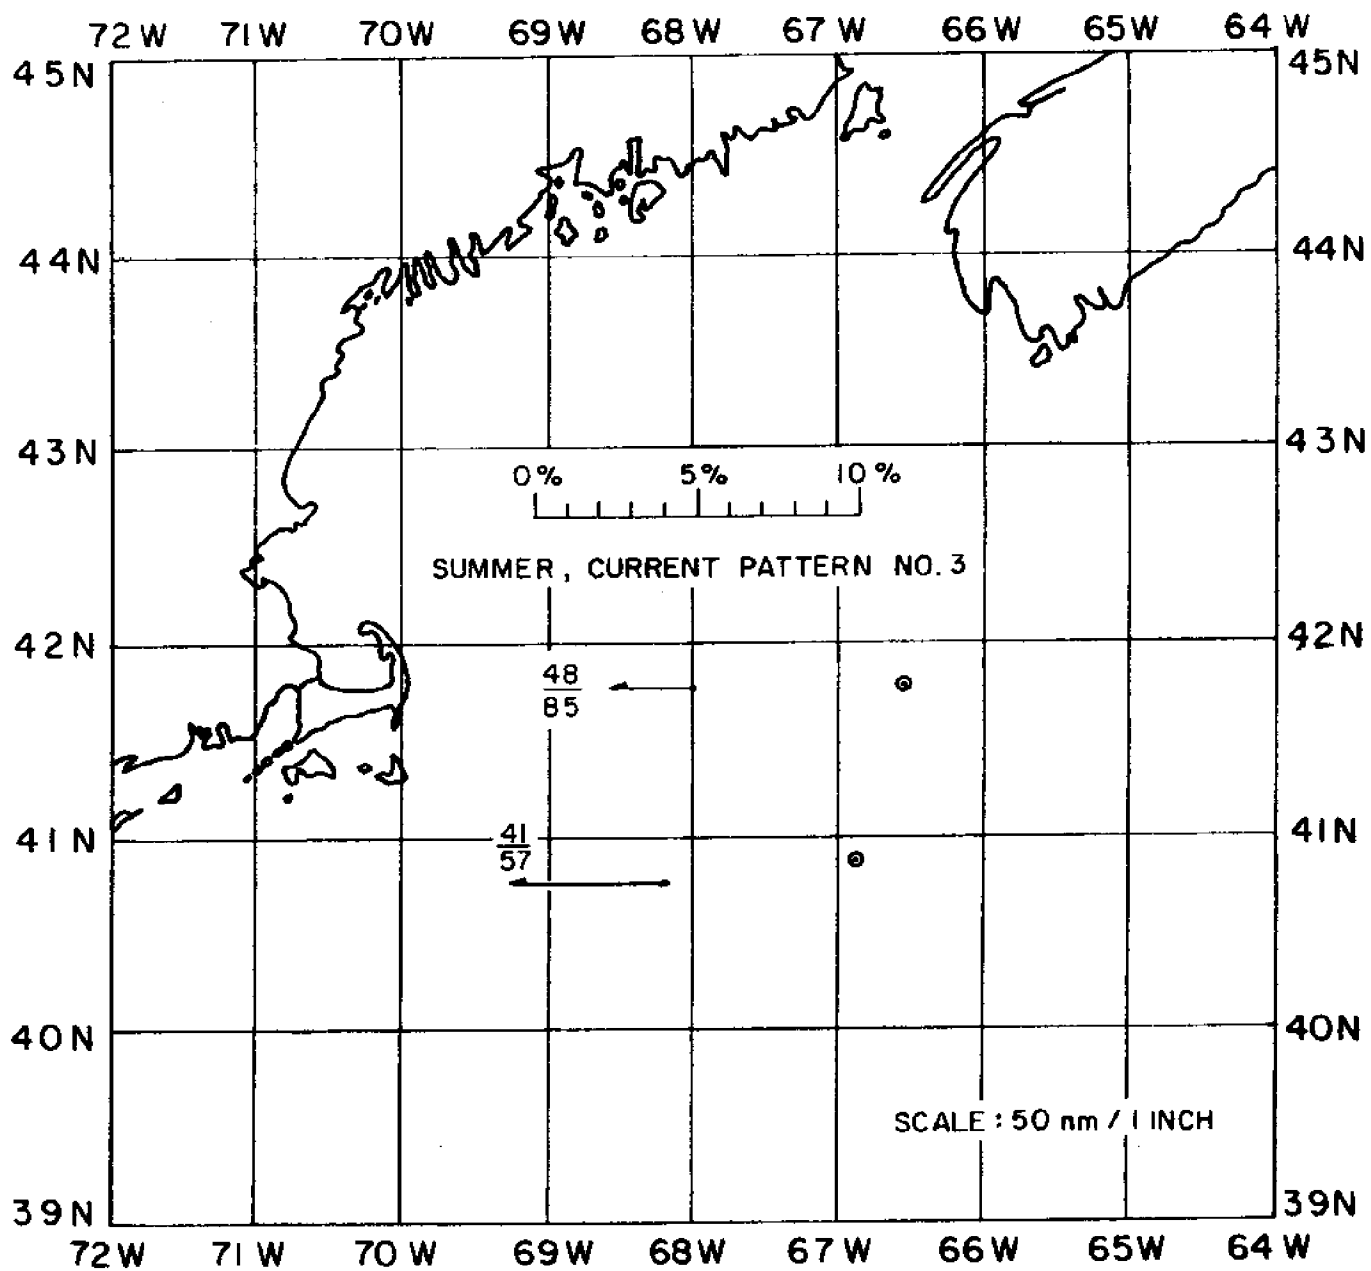 72W 71W 70W 69W 68W 67W 66W 65W 64W
45N 45N
44N 44N
43N 43N
0% 5% 10%
SUMMER, CURRENT PATTERN NO. 3
42N 42N
48
85
41
57
41N 41N
40N 40N
SCALE: 50 nm / 1 INCH
39N 39N
72W 71W 70W 69W 68W 67W 66W 65W 64W